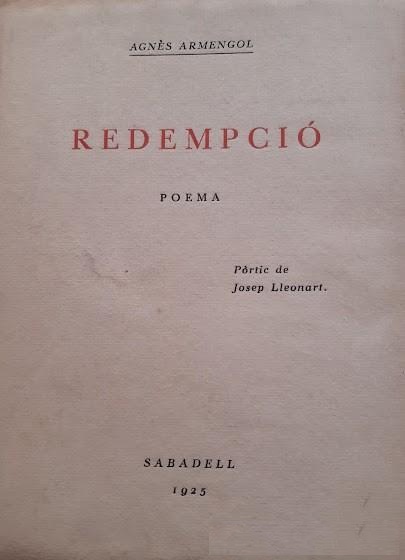 AGNÈS ARMENGOL
REDEMPCIÓ
POEMA
Pòrtic de
Josep Lleonart.
SABADELL
1925